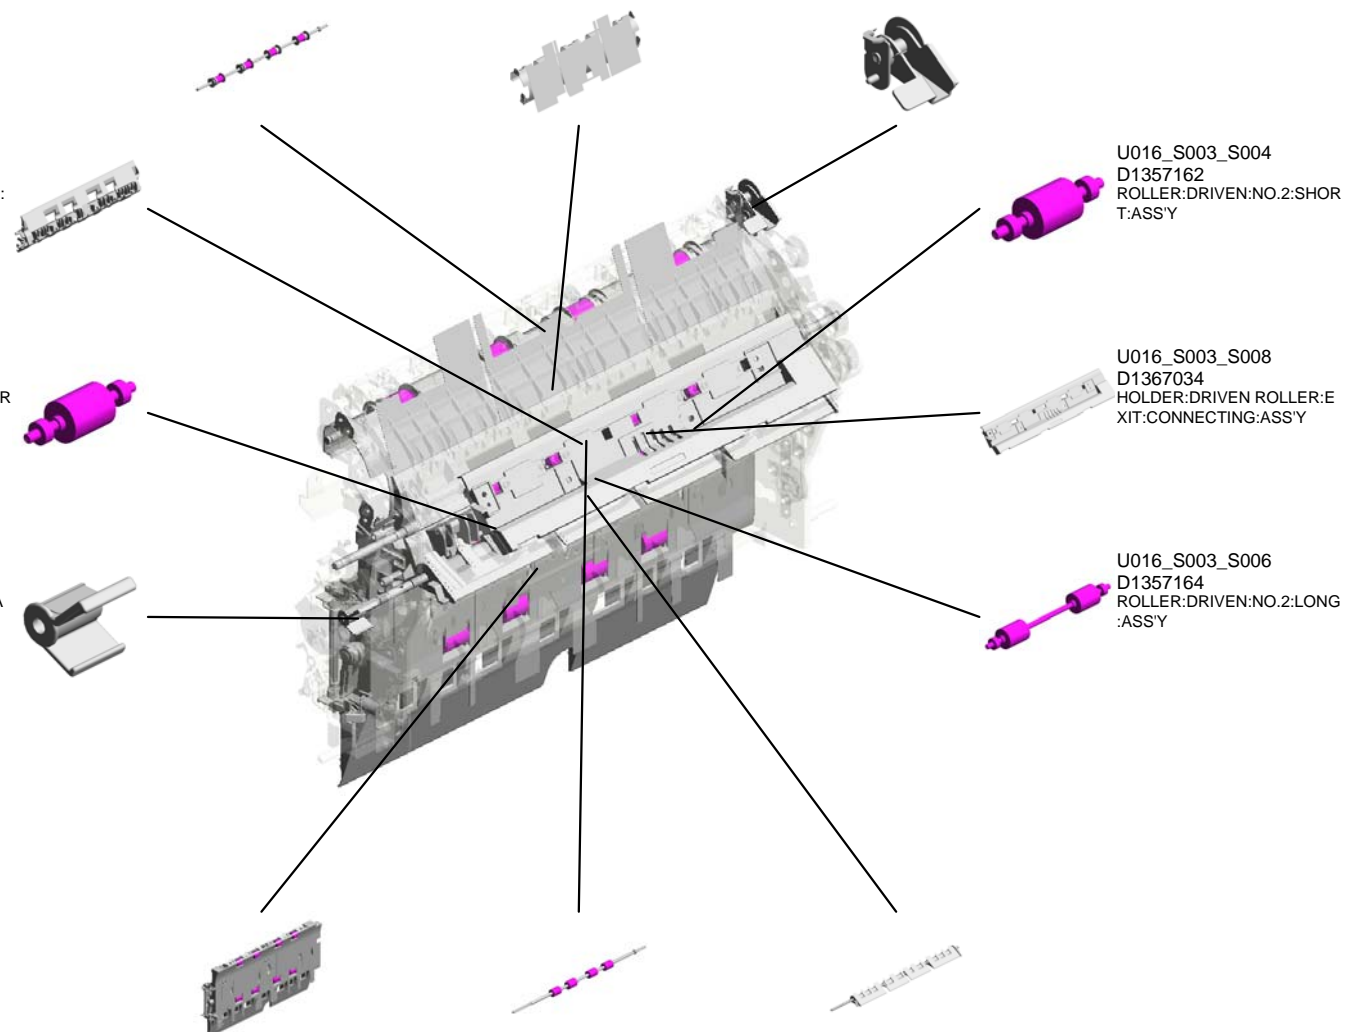 :
R
A
U016_S003_S004
D1357162
ROLLER:DRIVEN:NO.2:SHOR
T:ASS'Y
U016_S003_S008
D1367034
HOLDER:DRIVEN ROLLER:E
XIT:CONNECTING:ASS'Y
U016_S003_S006
D1357164
ROLLER:DRIVEN:NO.2:LONG
:ASS'Y